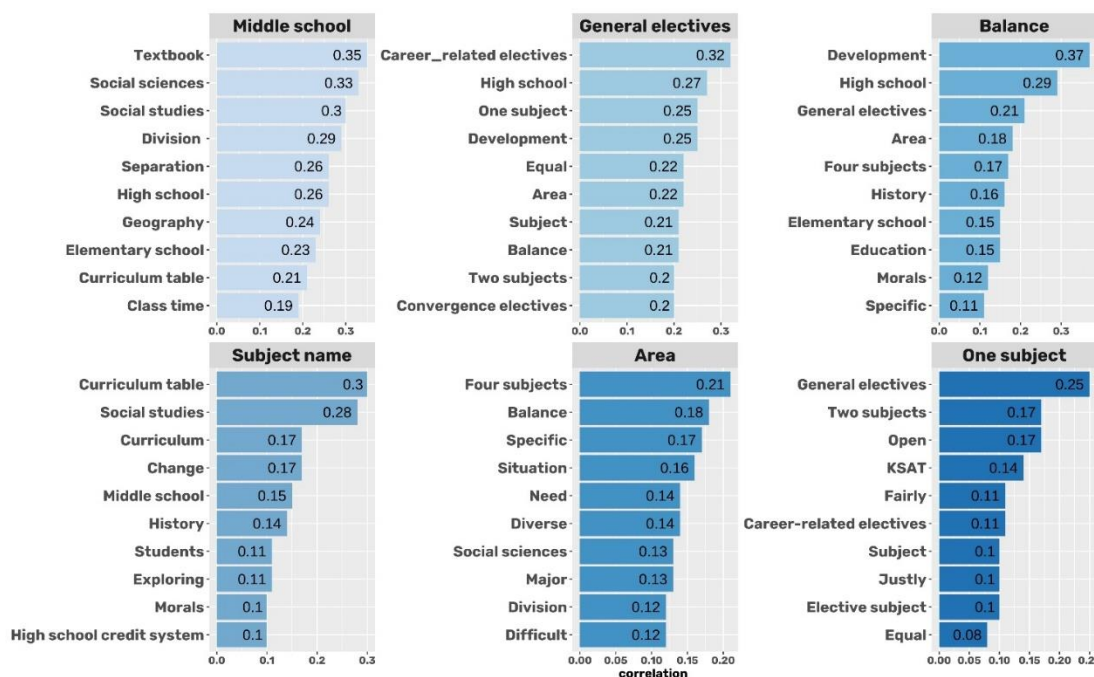 Middle school
Textbook 0.35
Social sciences 0.33
Social studies 0.3
Division 0.29
Separation 0.26
High school 0.26
Geography 0.24
Elementary school 0.23
Curriculum table 0.21
Class time 0.19
0.0 0.1 0.2 0.3
General electives
Career_related electives 0.32
High school 0.27
One subject 0.25
Development 0.25
Equal 0.22
Area 0.22
Subject 0.21
Balance 0.21
Two subjects 0.2
Convergence electives 0.2
0.0 0.1 0.2 0.3
Balance
Development 0.37
High school 0.29
General electives 0.21
Area 0.18
Four subjects 0.17
History 0.16
Elementary school 0.15
Education 0.15
Morals 0.12
Specific 0.11
0.0 0.1 0.2 0.3
Subject name
Curriculum table 0.3
Social studies 0.28
Curriculum 0.17
Change 0.17
Middle school 0.15
History 0.14
Students 0.11
Exploring 0.11
Morals 0.1
High school credit system 0.1
0.0 0.1 0.2 0.3
Area
Four subjects 0.21
Balance 0.18
Specific 0.17
Situation 0.16
Need 0.14
Diverse 0.14
Social sciences 0.13
Major 0.13
Division 0.12
Difficult 0.12
0.00 0.05 0.10 0.15 0.20
correlation
One subject
General electives 0.25
Two subjects 0.17
Open 0.17
KSAT 0.14
Fairly 0.11
Career-related electives 0.11
Subject 0.1
Justly 0.1
Elective subject 0.1
Equal 0.08
0.00 0.05 0.10 0.15 0.20 0.25